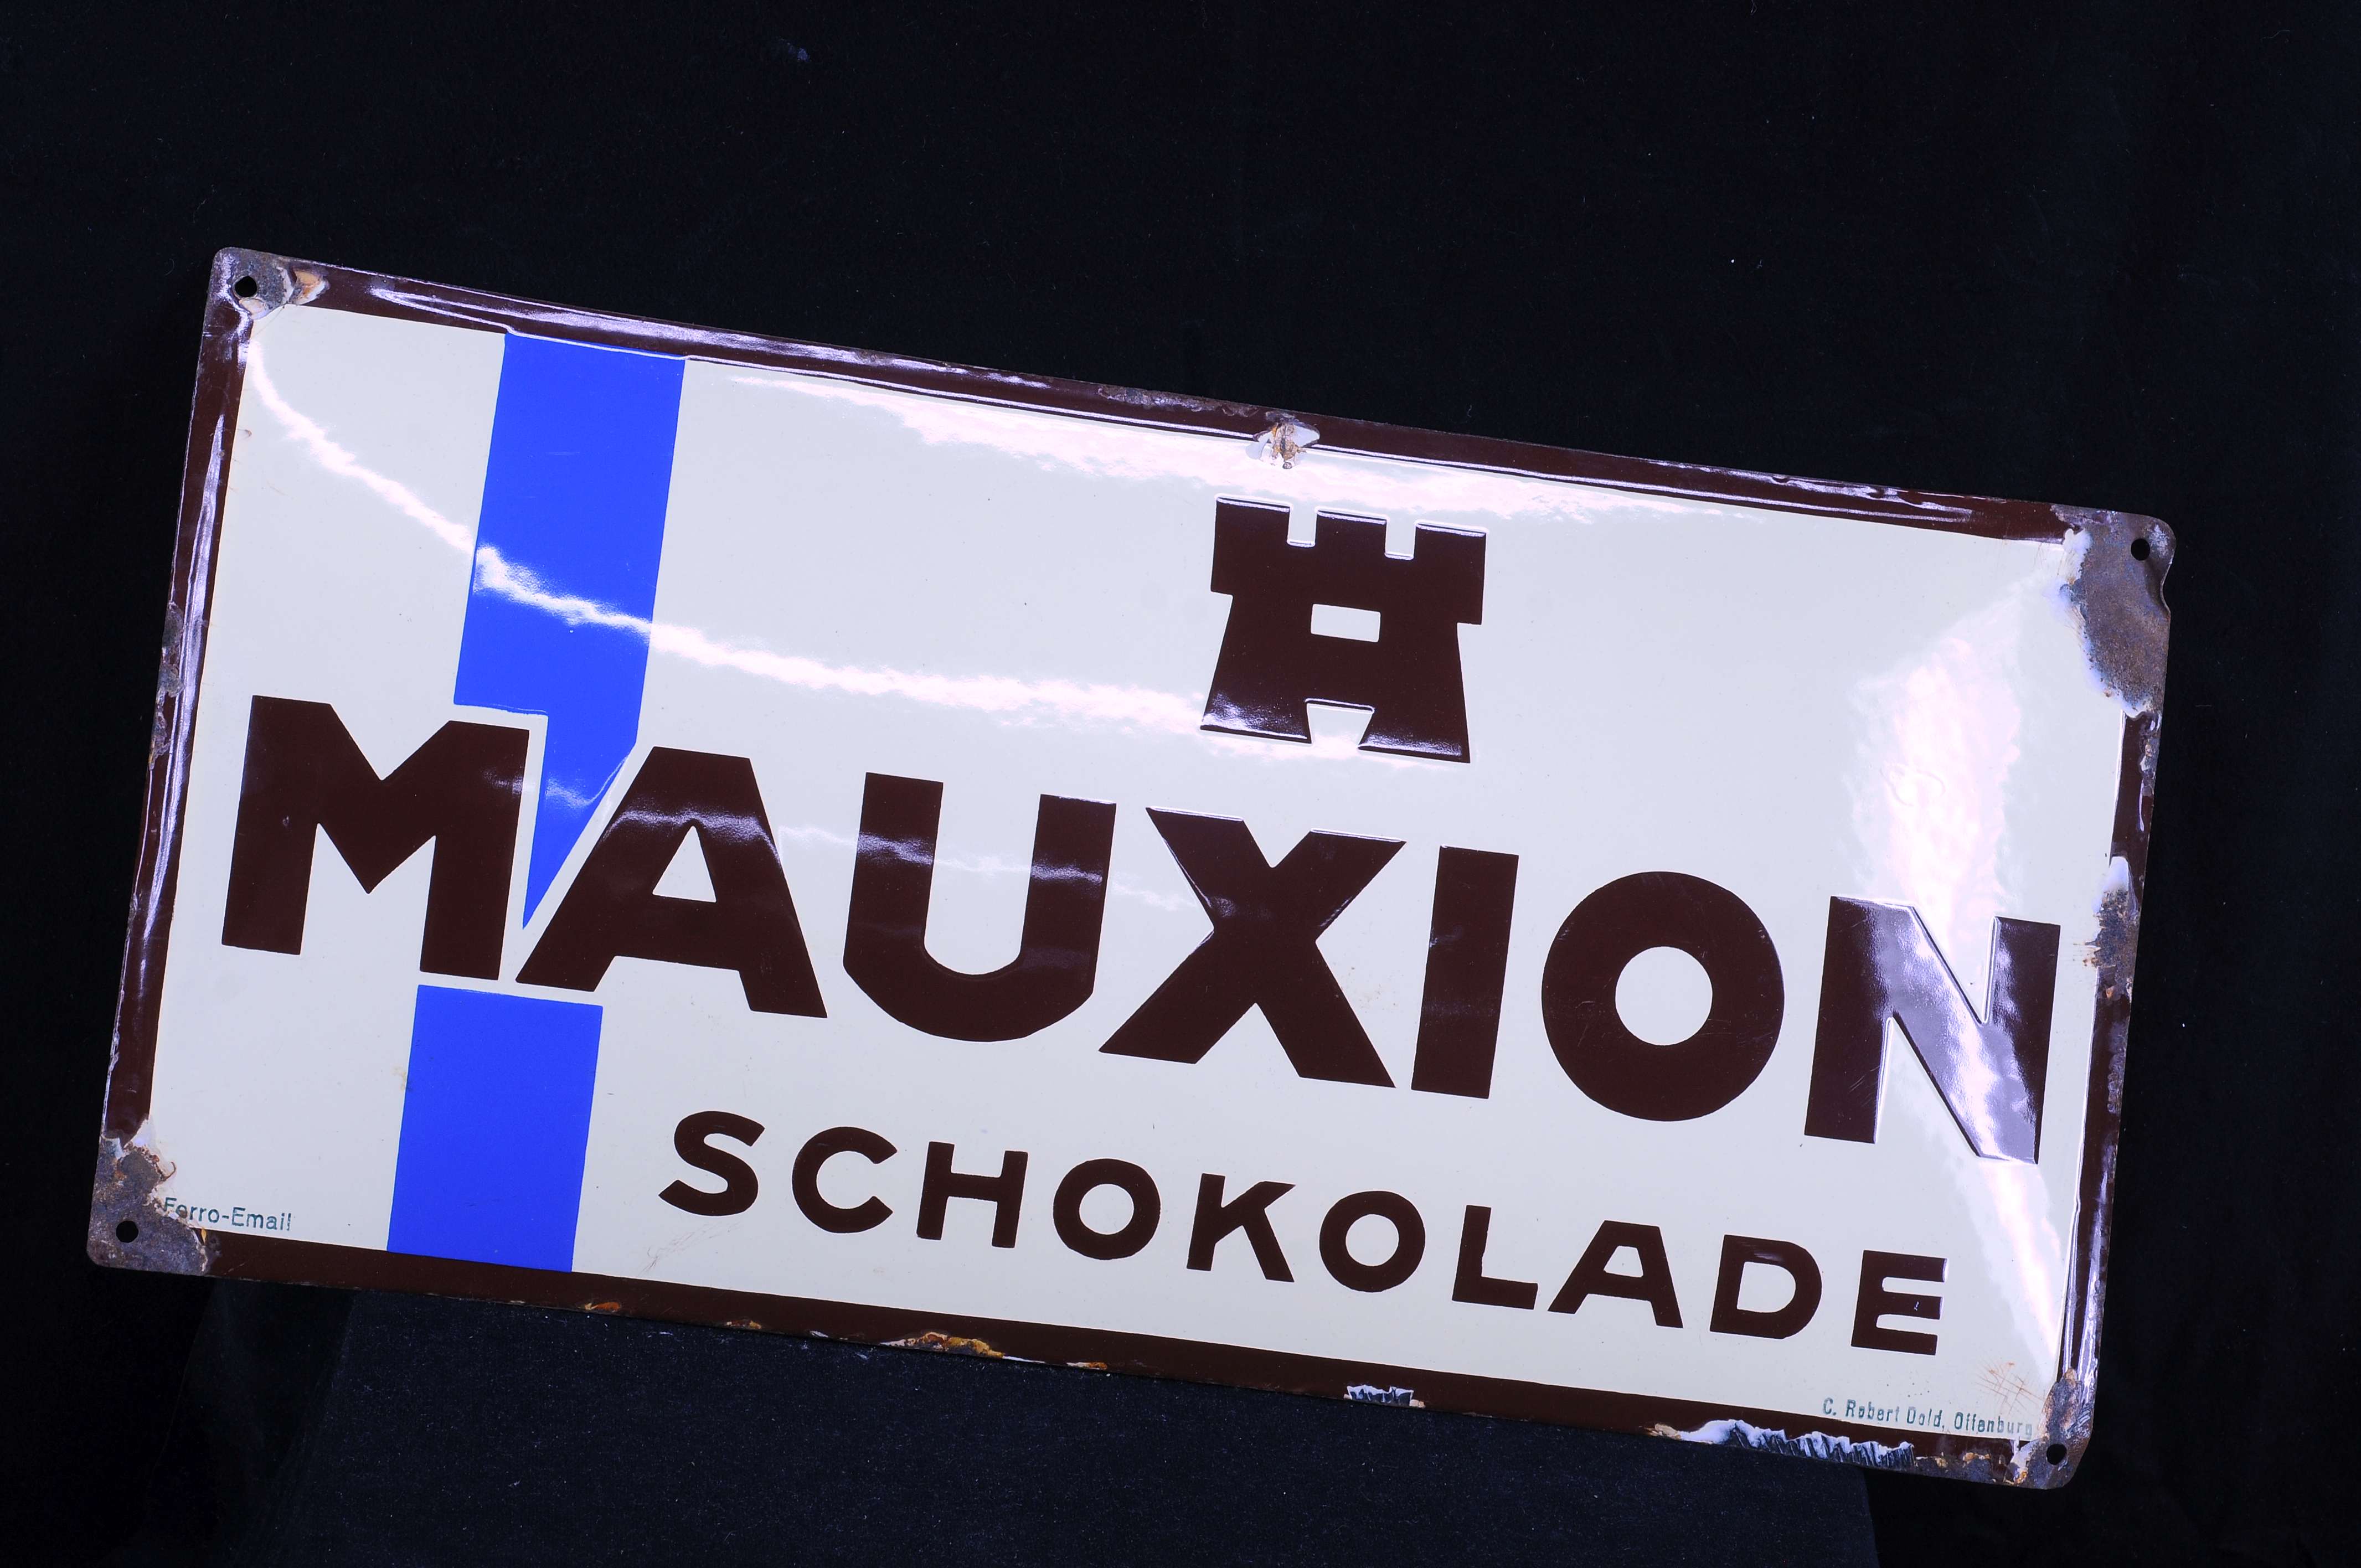 MAUXION
SCHOKOLADE
Ferro-Email
C. Robert Dold, Offenburg